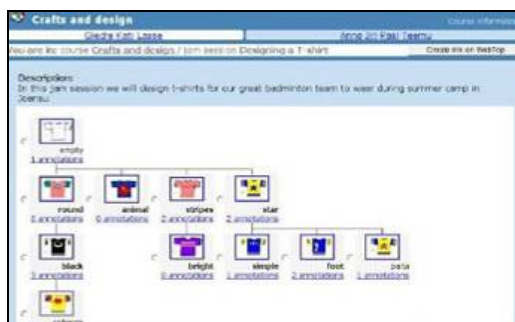 Crafts and design
Course Information
Giedre Kati Lasse
Anne Jiri Pasi Teemu
You are in: course Crafts and design / Jam session Designing a T-shirt
Create link on WebTop
Description:
In this jam session we will design t-shirts for our great badminton team to wear during summer camp in
Joensuu.
empty
1 annotations
round animal stripes star
0 annotations 0 annotations 2 annotations 2 annotations
black bright simple foot pata
3 annotations 0 annotations 1 annotations 2 annotations 1 annotations